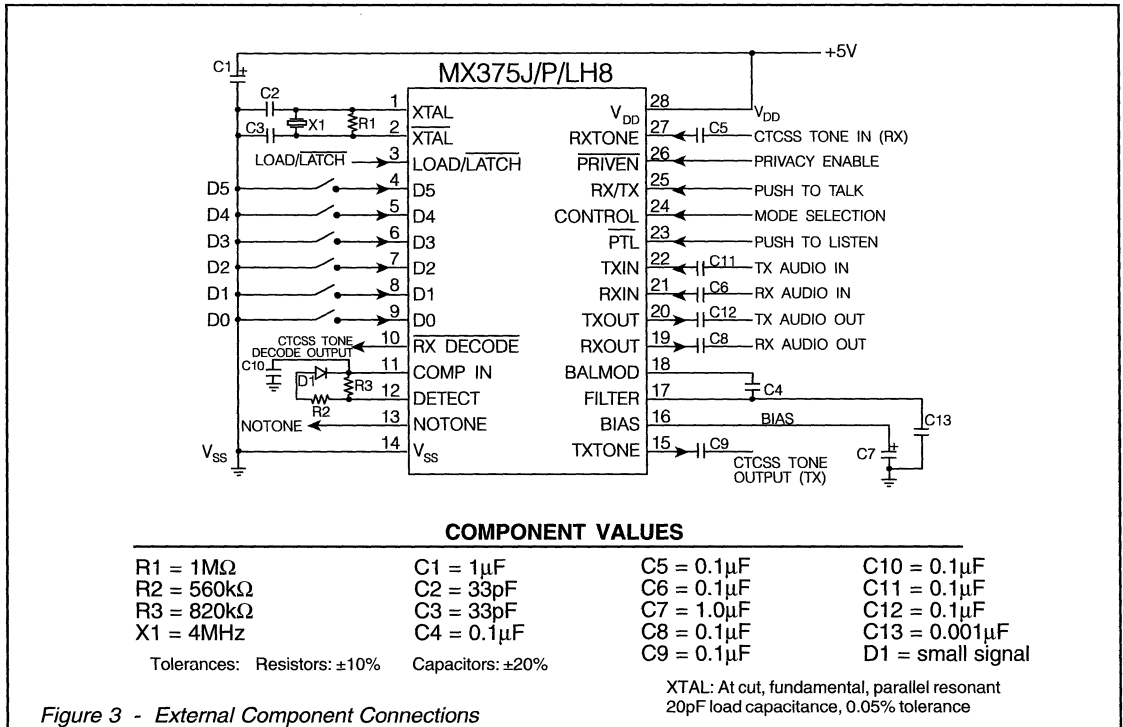 +5V
C1 +
MX375J/P/LH8
C2
C3
X1
R1
1 XTAL
2 XTAL
LOAD/LATCH 3 LOAD/LATCH
D5 4 D5
D4 5 D4
D3 6 D3
D2 7 D2
D1 8 D1
D0 9 D0
CTCSS TONE
DECODE OUTPUT
10 RX DECODE
C10
D1
R3
R2
11 COMP IN
12 DETECT
NOTONE 13 NOTONE
VSS 14 VSS
VDD 28 VDD
RXTONE 27 C5 CTCSS TONE IN (RX)
PRIVEN 26 PRIVACY ENABLE
RX/TX 25 PUSH TO TALK
CONTROL 24 MODE SELECTION
PTL 23 PUSH TO LISTEN
TXIN 22 C11 TX AUDIO IN
RXIN 21 C6 RX AUDIO IN
TXOUT 20 C12 TX AUDIO OUT
RXOUT 19 C8 RX AUDIO OUT
BALMOD 18
C4
FILTER 17
C13
BIAS 16 BIAS
C7 +
TXTONE 15 C9
CTCSS TONE
OUTPUT (TX)
COMPONENT VALUES
R1 = 1MΩ
R2 = 560kΩ
R3 = 820kΩ
X1 = 4MHz
C1 = 1µF
C2 = 33pF
C3 = 33pF
C4 = 0.1µF
C5 = 0.1µF
C6 = 0.1µF
C7 = 1.0µF
C8 = 0.1µF
C9 = 0.1µF
C10 = 0.1µF
C11 = 0.1µF
C12 = 0.1µF
C13 = 0.001µF
D1 = small signal
Tolerances: Resistors: ±10% Capacitors: ±20%
XTAL: At cut, fundamental, parallel resonant
20pF load capacitance, 0.05% tolerance
Figure 3 - External Component Connections